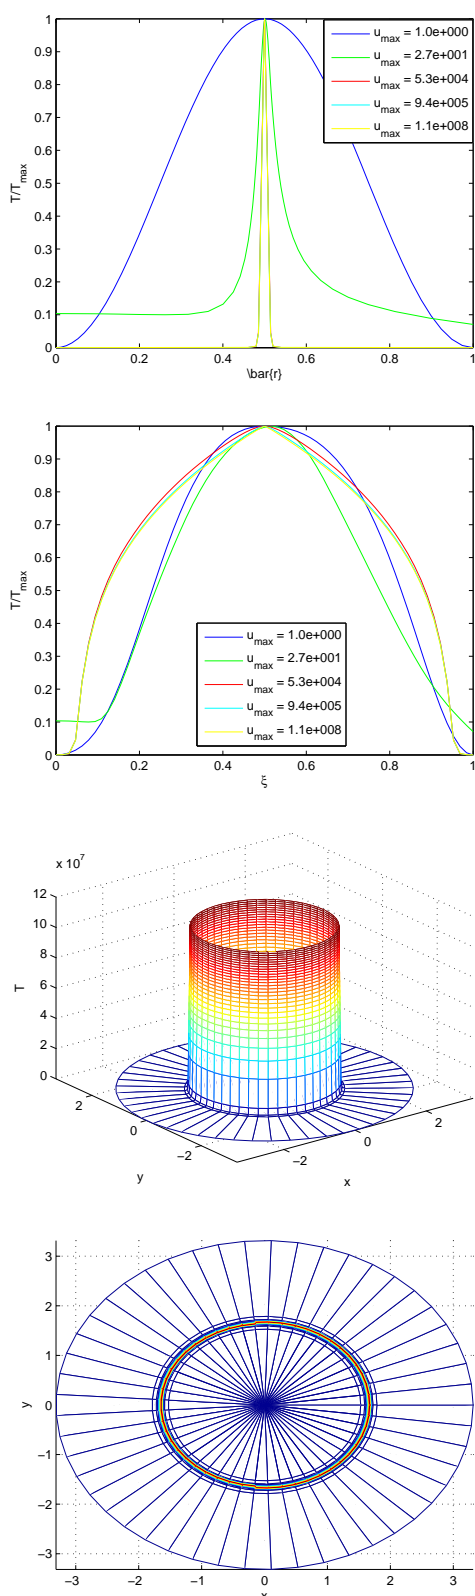 1
0.9
0.8
0.7
0.6
0.5
0.4
0.3
0.2
0.1
0
T/T_max
u_max = 1.0e+000
u_max = 2.7e+001
u_max = 5.3e+004
u_max = 9.4e+005
u_max = 1.1e+008
0 0.2 0.4 0.6 0.8 1
\bar{r}
1
0.9
0.8
0.7
0.6
0.5
0.4
0.3
0.2
0.1
0
T/T_max
u_max = 1.0e+000
u_max = 2.7e+001
u_max = 5.3e+004
u_max = 9.4e+005
u_max = 1.1e+008
0 0.2 0.4 0.6 0.8 1
ξ
x 10^7
12
10
8
6
4
2
0
T
2
0
−2
y
−2
0
2
x
3
2
1
0
−1
−2
−3
y
−3 −2 −1 0 1 2 3
x